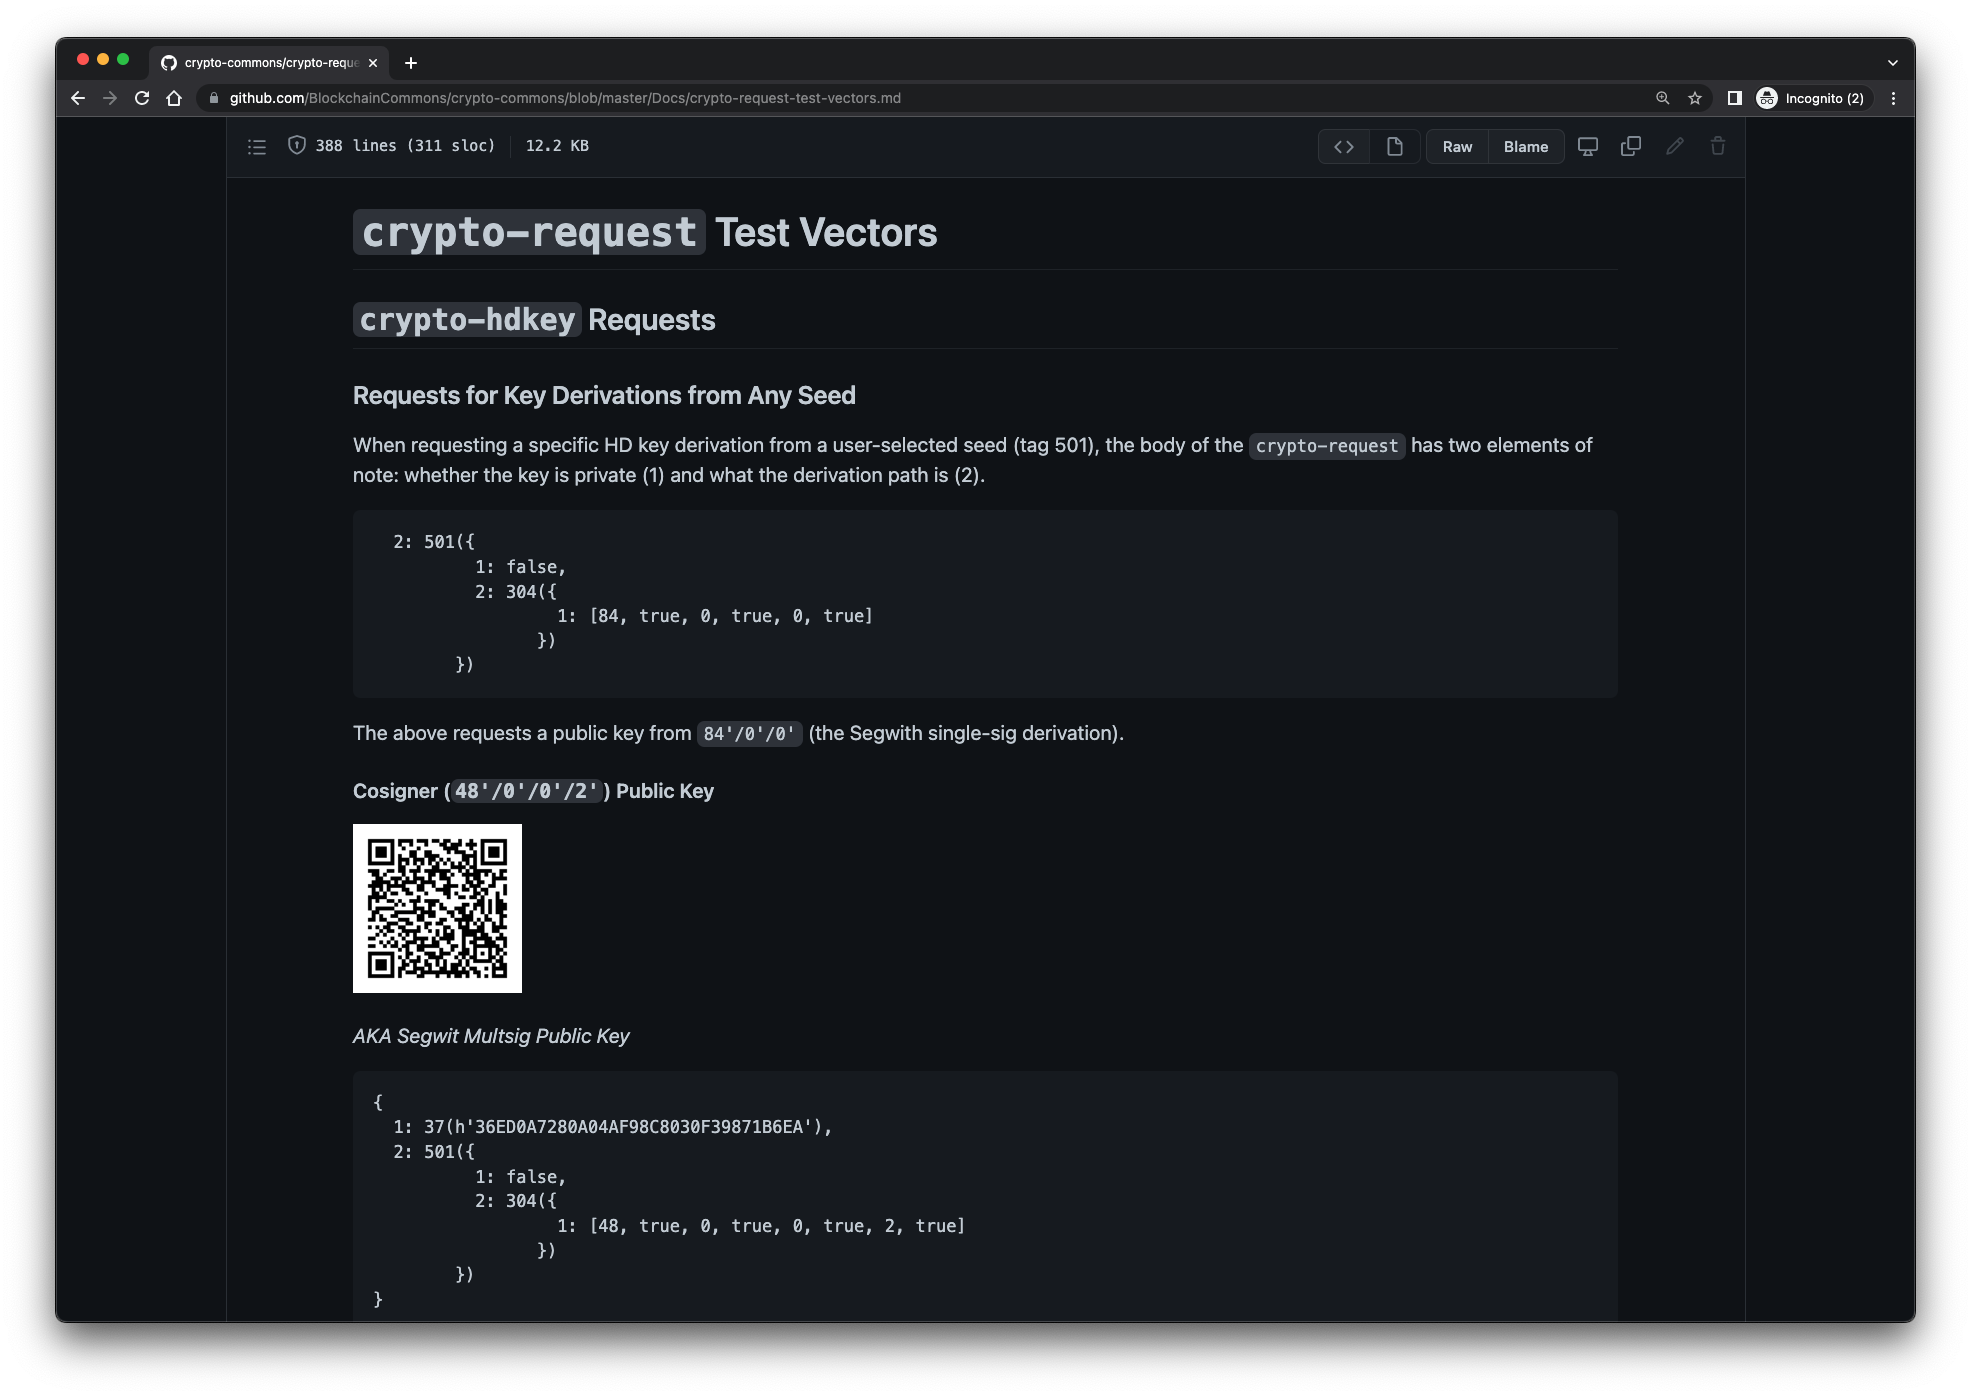 crypto-commons/crypto-reque
github.com/BlockchainCommons/crypto-commons/blob/master/Docs/crypto-request-test-vectors.md
Incognito (2)
388 lines (311 sloc)
12.2 KB
Raw
Blame
crypto-request Test Vectors
crypto-hdkey Requests
Requests for Key Derivations from Any Seed
When requesting a specific HD key derivation from a user-selected seed (tag 501), the body of the crypto-request has two elements of
note: whether the key is private (1) and what the derivation path is (2).
2: 501({
1: false,
2: 304({
1: [84, true, 0, true, 0, true]
})
})
The above requests a public key from 84'/0'/0' (the Segwith single-sig derivation).
Cosigner (48'/0'/0'/2') Public Key
AKA Segwit Multsig Public Key
{
1: 37(h'36ED0A7280A04AF98C8030F39871B6EA'),
2: 501({
1: false,
2: 304({
1: [48, true, 0, true, 0, true, 2, true]
})
})
}